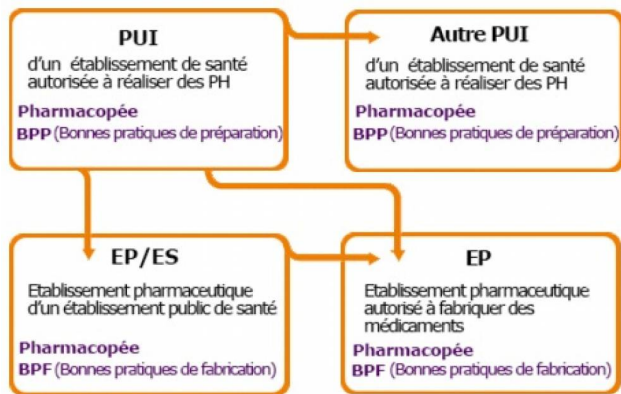 PUI
d'un établissement de santé
autorisée à réaliser des PH
Pharmacopée
BPP (Bonnes pratiques de préparation)
Autre PUI
d'un établissement de santé
autorisée à réaliser des PH
Pharmacopée
BPP (Bonnes pratiques de préparation)
EP/ES
Etablissement pharmaceutique
d'un établissement public de santé
Pharmacopée
BPF (Bonnes pratiques de fabrication)
EP
Etablissement pharmaceutique
autorisé à fabriquer des
médicaments
Pharmacopée
BPF (Bonnes pratiques de fabrication)